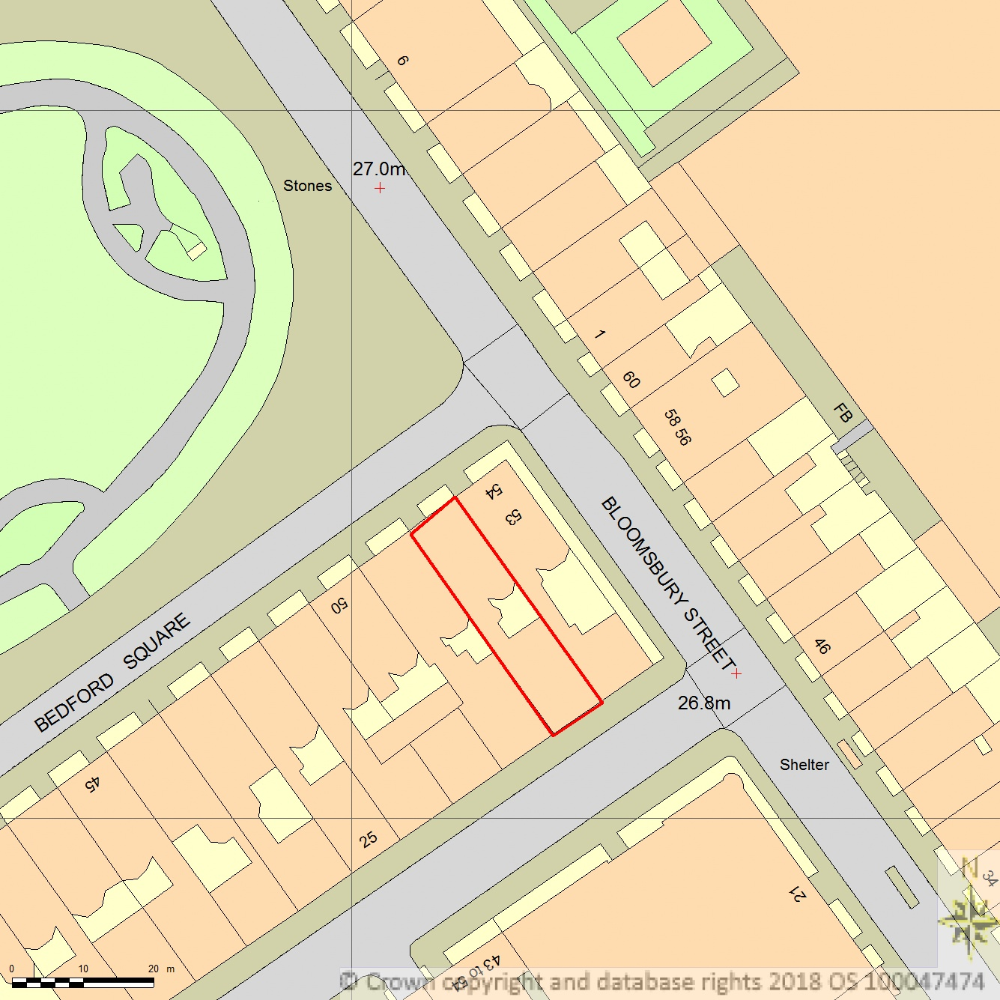 6
27.0m
Stones
1
60
58 56
FB
54
53
BLOOMSBURY STREET
50
BEDFORD SQUARE
46
26.8m
Shelter
45
25
21
34
N
43 to 54
0 10 20 m
© Crown copyright and database rights 2018 OS 100047474